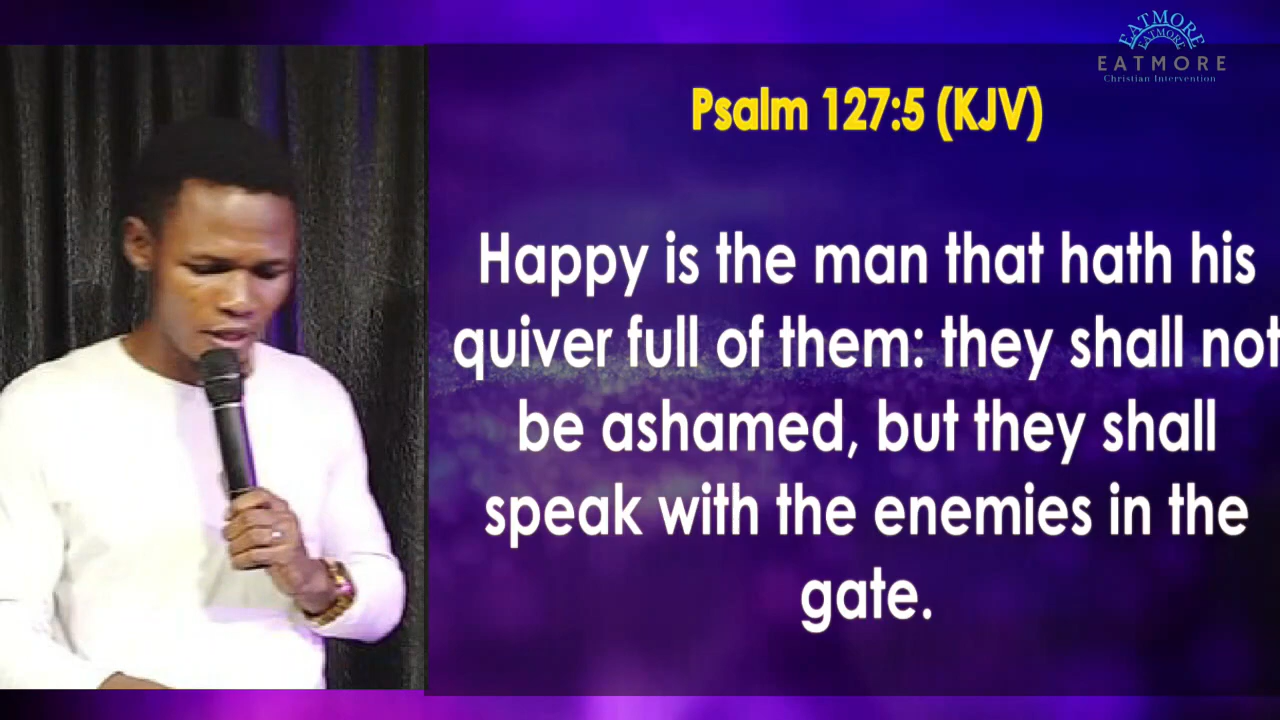 EATMORE
EATMORE
EATMORE
Christian Intervention
Psalm 127:5 (KJV)
Happy is the man that hath his
quiver full of them: they shall not
be ashamed, but they shall
speak with the enemies in the
gate.